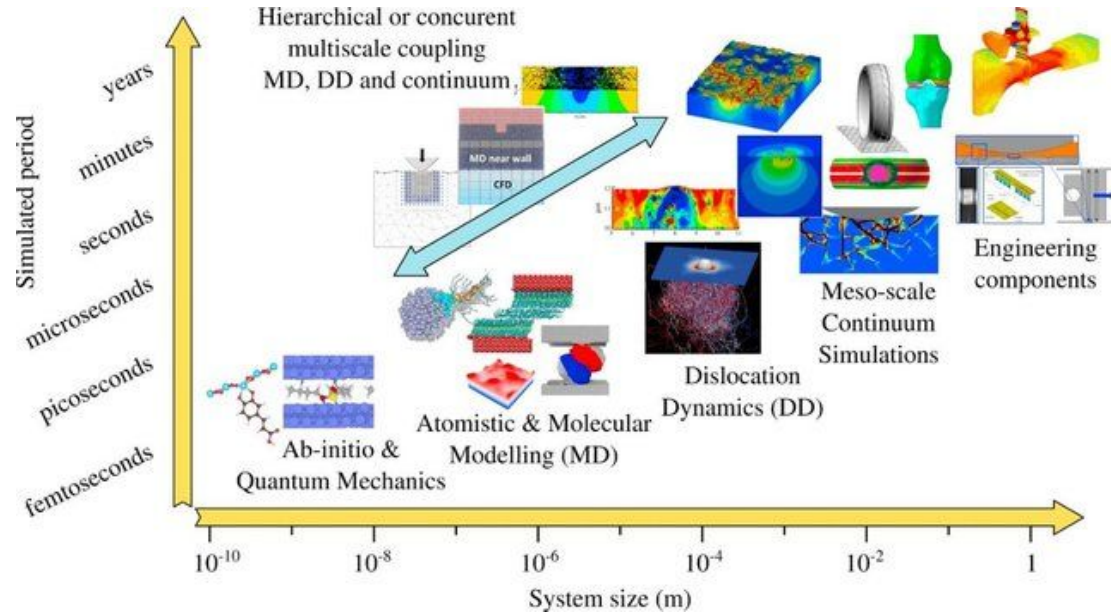 Hierarchical or concurent
multiscale coupling
MD, DD and continuum
Simulated period
years
minutes
seconds
microseconds
picoseconds
femtoseconds
MD near wall
CFD
Ab-initio &
Quantum Mechanics
Atomistic & Molecular
Modelling (MD)
Dislocation
Dynamics (DD)
Meso-scale
Continuum
Simulations
Engineering
components
10-10
10-8
10-6
10-4
10-2
1
System size (m)